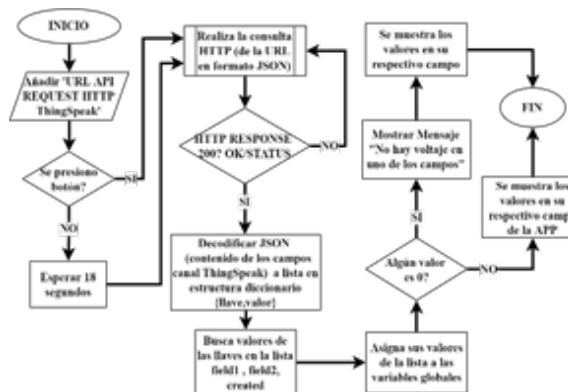 INICIO
Añadir "URL API
REQUEST HTTP
ThingSpeak"
Se presiono
botón?
SI
NO
Esperar 18
segundos
Realiza la consulta
HTTP (de la URL
en formato JSON)
HTTP RESPONSE
200? OK/STATUS
NO
SI
Decodificar JSON
(contenido de los campos
canal ThingSpeak) a lista en
estructura diccionario
{llave,valor}
Busca valores de
las llaves en la lista
field1 , field2,
created
Asigna sus valores
de la lista a las
variables globales
Algún valor
es 0?
SI
NO
Mostrar Mensaje
"No hay voltaje en
uno de los campos"
Se muestra los
valores en su
respectivo campo
Se muestra los
valores en su
respectivo campo
de la APP
FIN